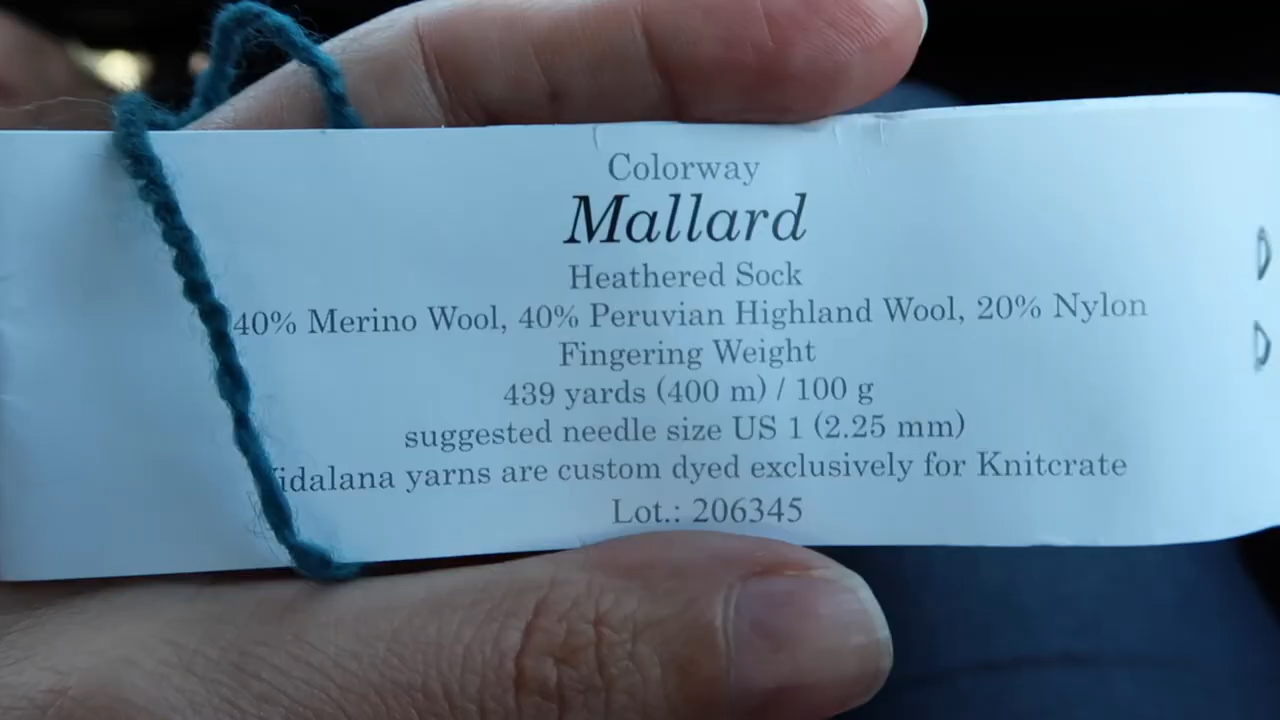 Colorway
Mallard
Heathered Sock
40% Merino Wool, 40% Peruvian Highland Wool, 20% Nylon
Fingering Weight
439 yards (400 m) / 100 g
suggested needle size US 1 (2.25 mm)
yarns are custom dyed exclusively for Knitcrate
Lot.: 206345